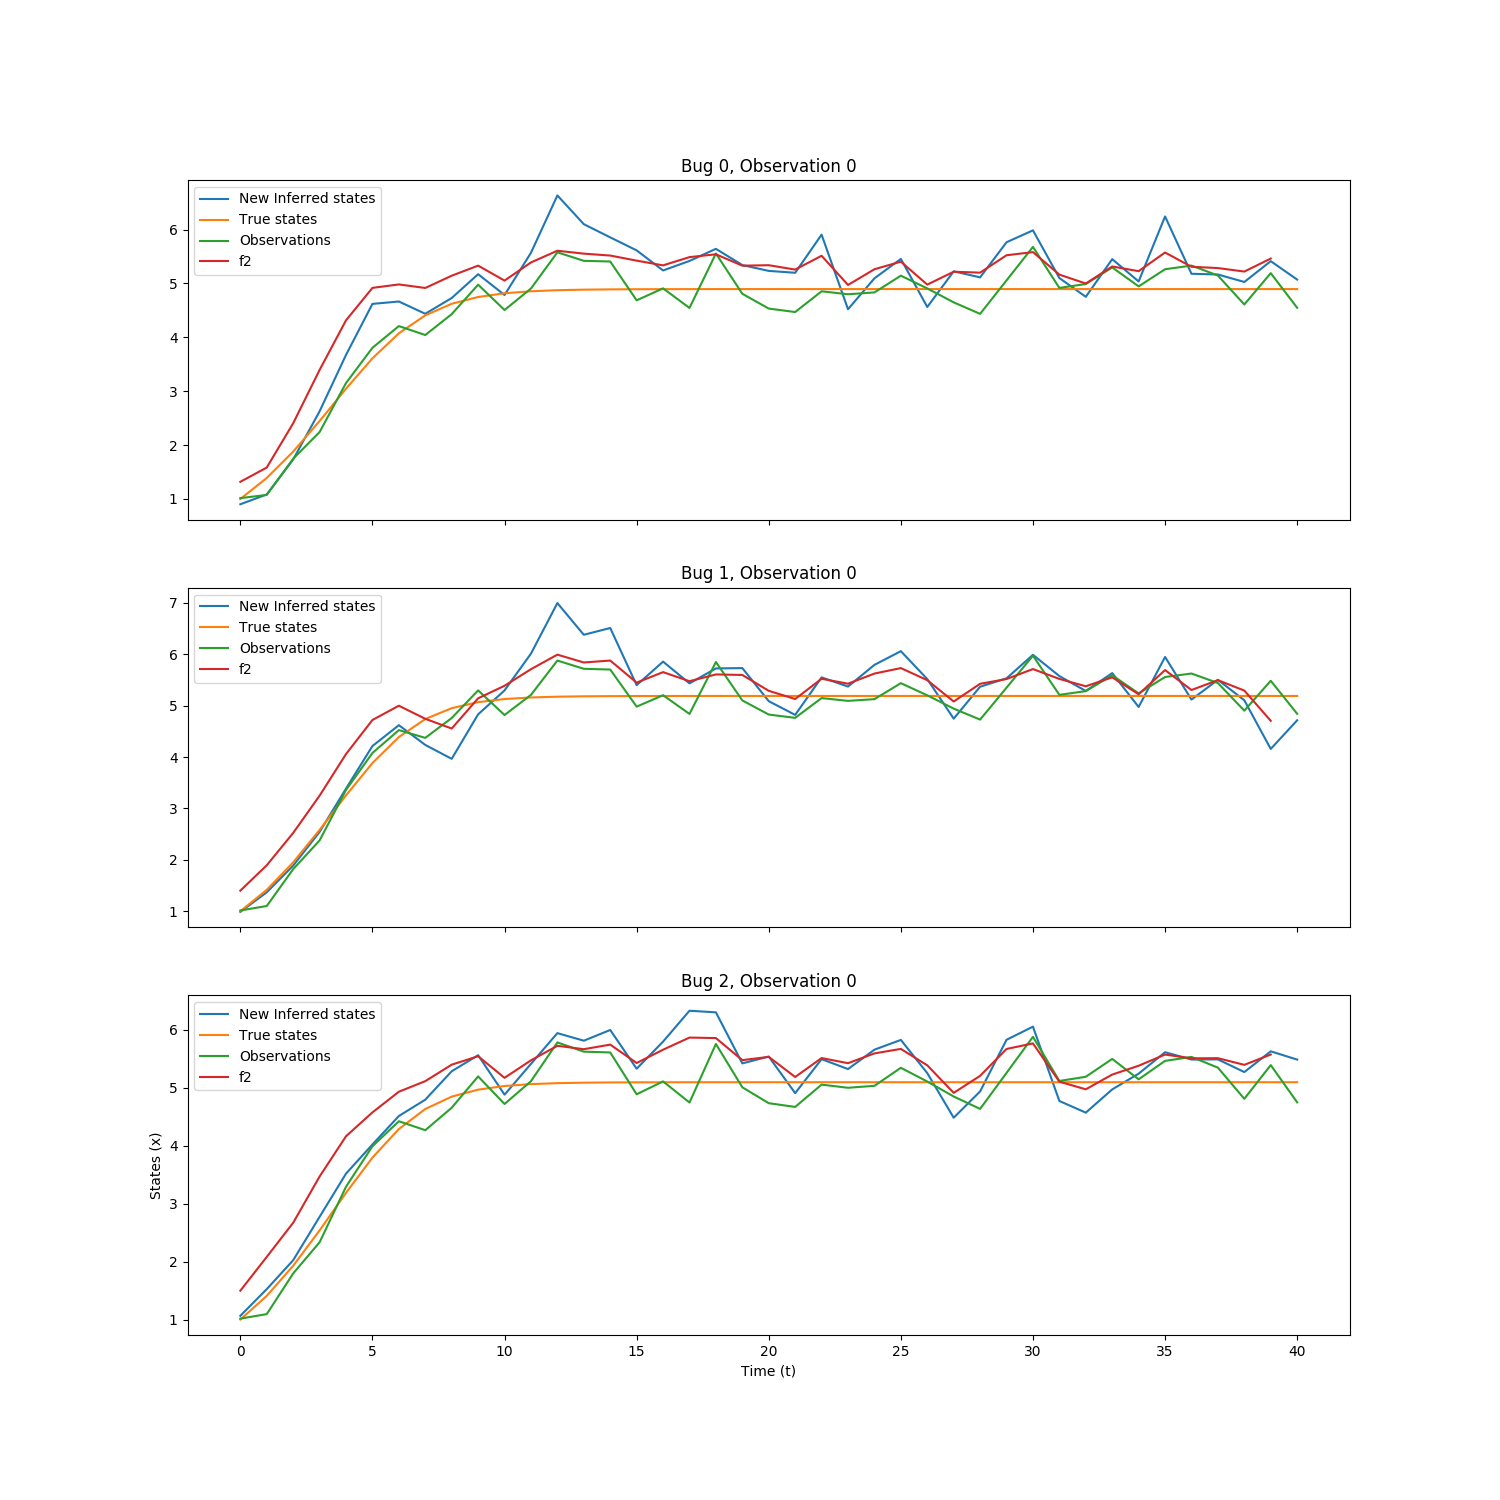 Bug 0, Observation 0
New Inferred states
True states
Observations
f2
6
5
4
3
2
1
Bug 1, Observation 0
New Inferred states
True states
Observations
f2
7
6
5
4
3
2
1
Bug 2, Observation 0
New Inferred states
True states
Observations
f2
6
5
4
3
2
1
States (x)
0 5 10 15 20 25 30 35 40
Time (t)